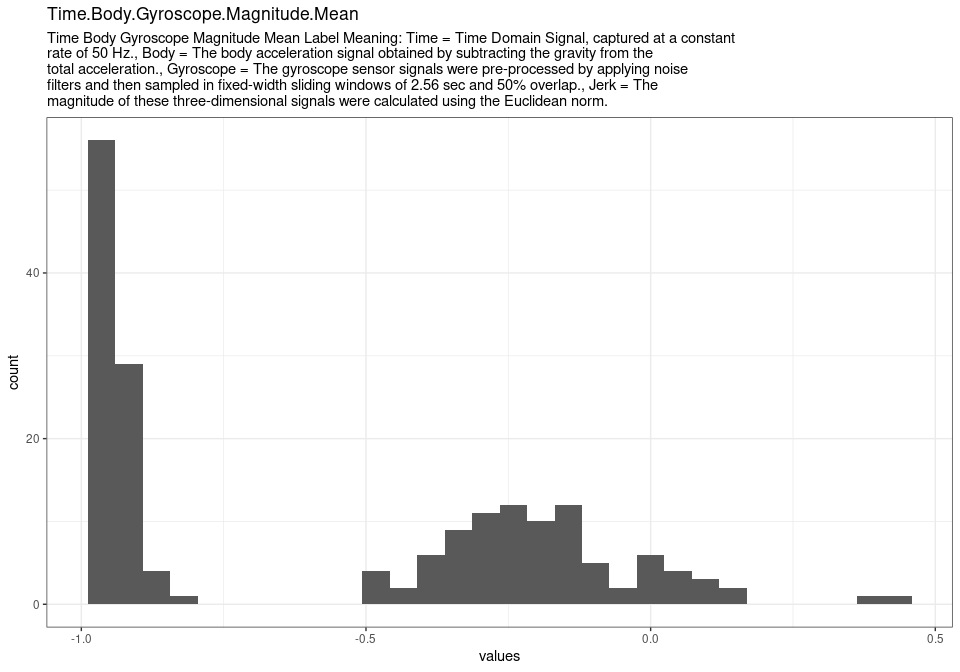 Time.Body.Gyroscope.Magnitude.Mean
Time Body Gyroscope Magnitude Mean Label Meaning: Time = Time Domain Signal, captured at a constant
rate of 50 Hz., Body = The body acceleration signal obtained by subtracting the gravity from the
total acceleration., Gyroscope = The gyroscope sensor signals were pre-processed by applying noise
filters and then sampled in fixed-width sliding windows of 2.56 sec and 50% overlap., Jerk = The
magnitude of these three-dimensional signals were calculated using the Euclidean norm.
40
20
0
count
-1.0 -0.5 0.0 0.5
values